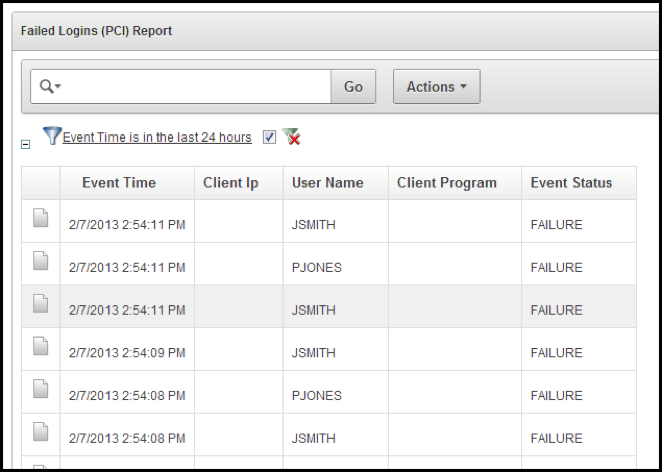 Failed Logins (PCI) Report
Go Actions
Event Time is in the last 24 hours
Event Time Client Ip User Name Client Program Event Status
2/7/2013 2:54:11 PM JSMITH FAILURE
2/7/2013 2:54:11 PM PJONES FAILURE
2/7/2013 2:54:11 PM JSMITH FAILURE
2/7/2013 2:54:09 PM JSMITH FAILURE
2/7/2013 2:54:08 PM PJONES FAILURE
2/7/2013 2:54:08 PM JSMITH FAILURE